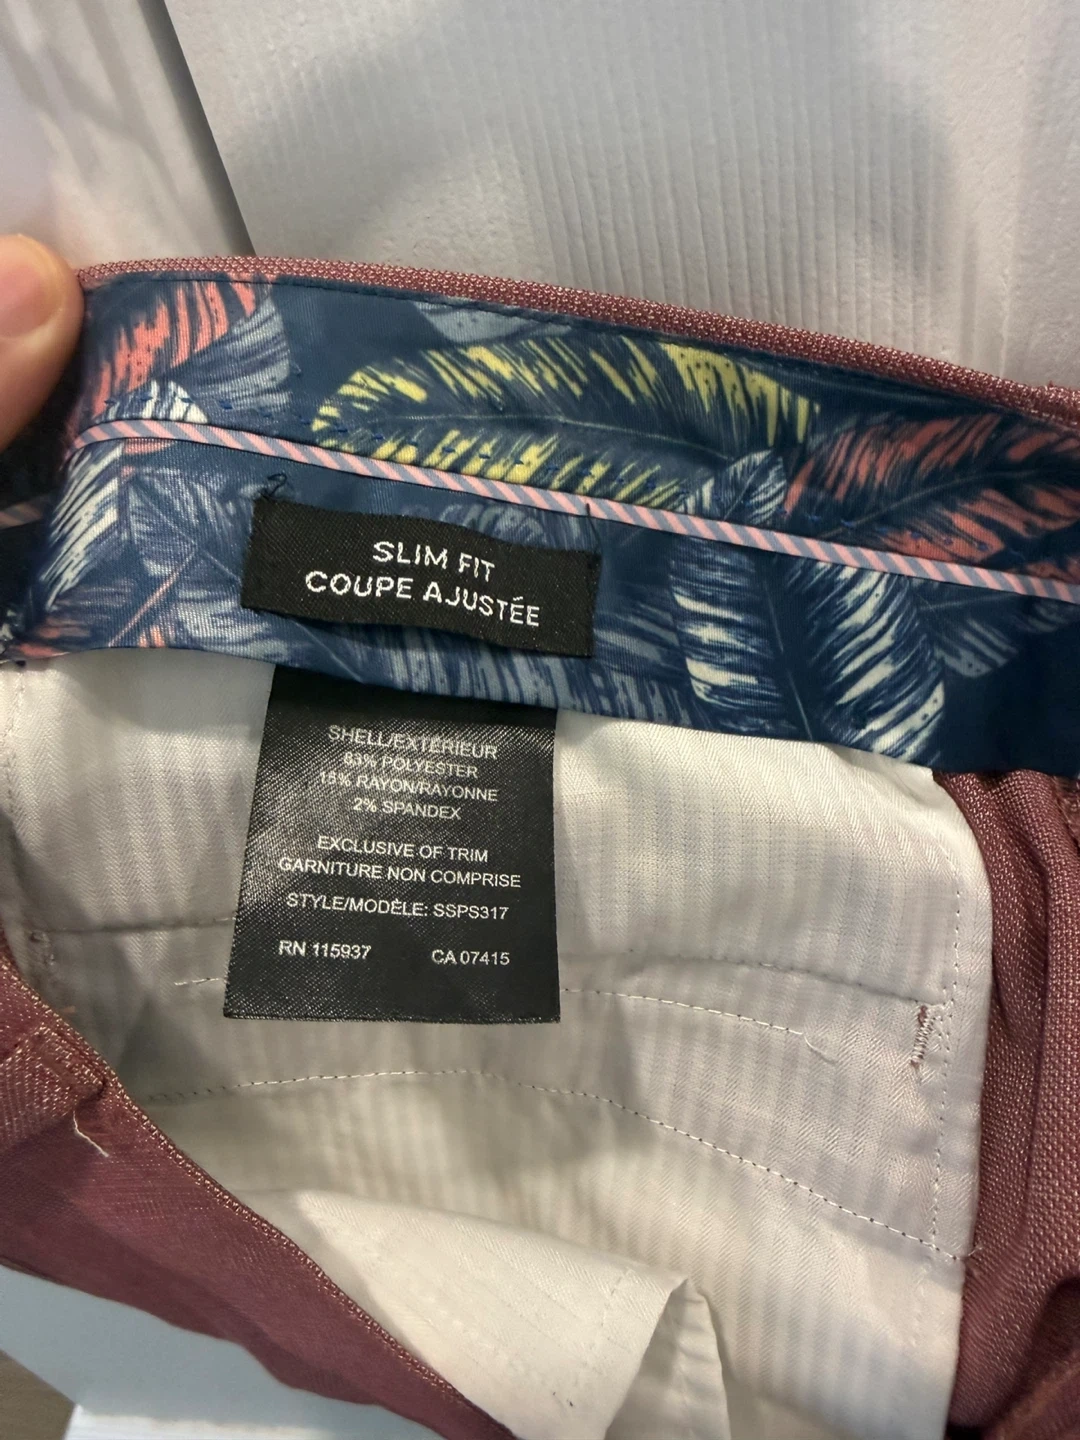 SLIM FIT
COUPE AJUSTÉE
SHELL/EXTÉRIEUR
83% POLYESTER
15% RAYON/RAYONNE
2% SPANDEX
EXCLUSIVE OF TRIM
GARNITURE NON COMPRISE
STYLE/MODÈLE: SSPS317
RN 115937 CA 07415